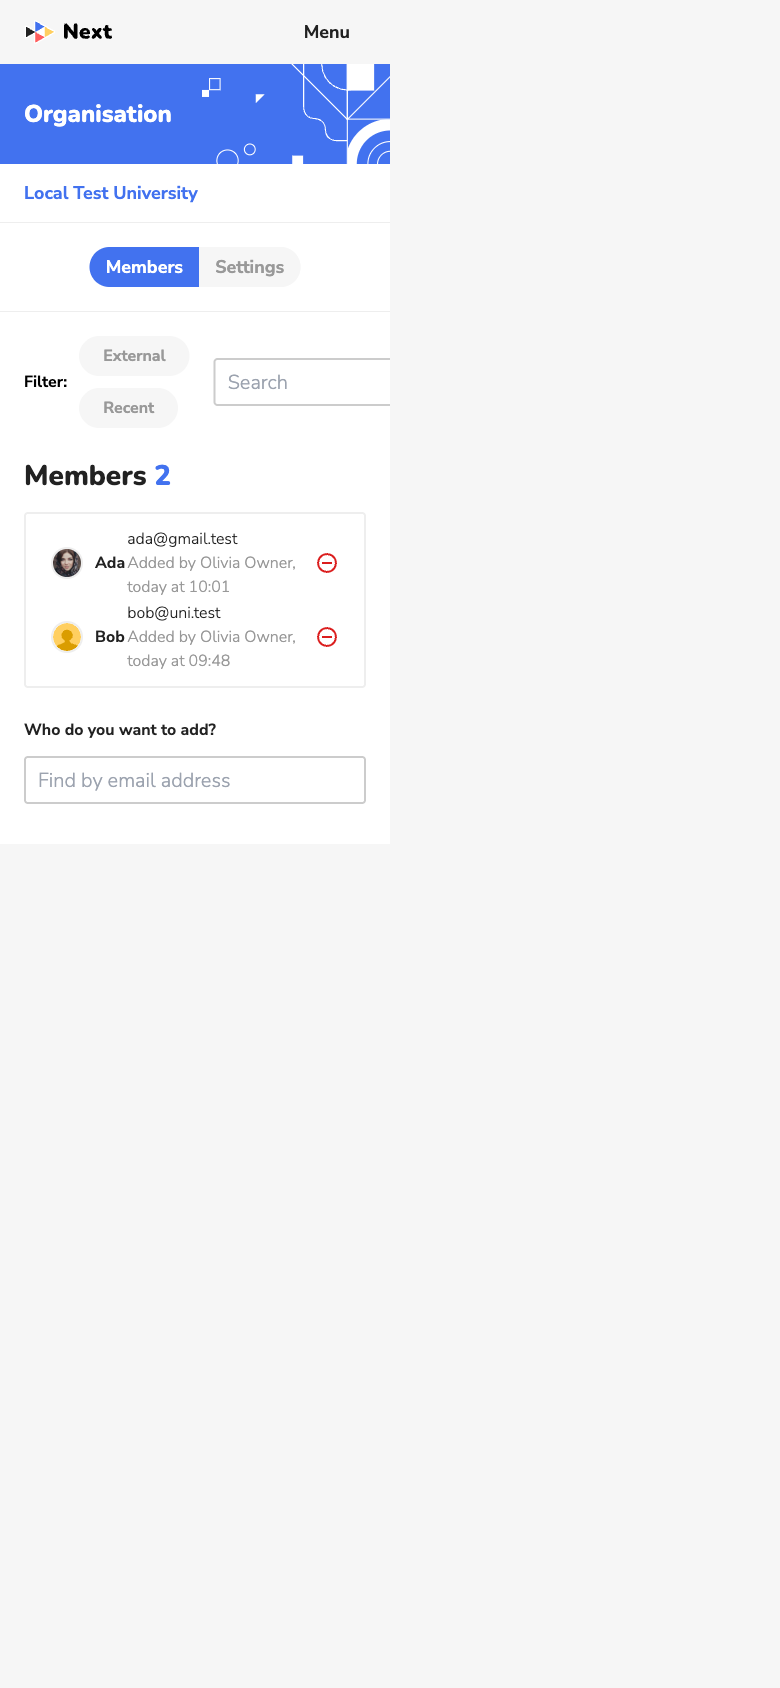 Next
Menu
Organisation
Local Test University
Members
Settings
Filter:
External
Recent
Search
Members 2
ada@gmail.test
Ada
Added by Olivia Owner,
today at 10:01
bob@uni.test
Bob
Added by Olivia Owner,
today at 09:48
Who do you want to add?
Find by email address